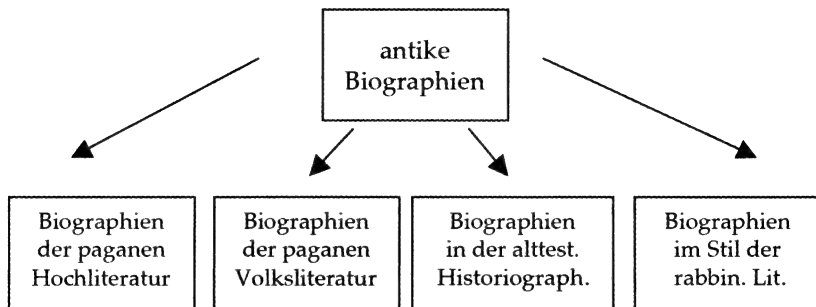 antike
Biographien
Biographien
der paganen
Hochliteratur
Biographien
der paganen
Volksliteratur
Biographien
in der alttest.
Historiograph.
Biographien
im Stil der
rabbin. Lit.